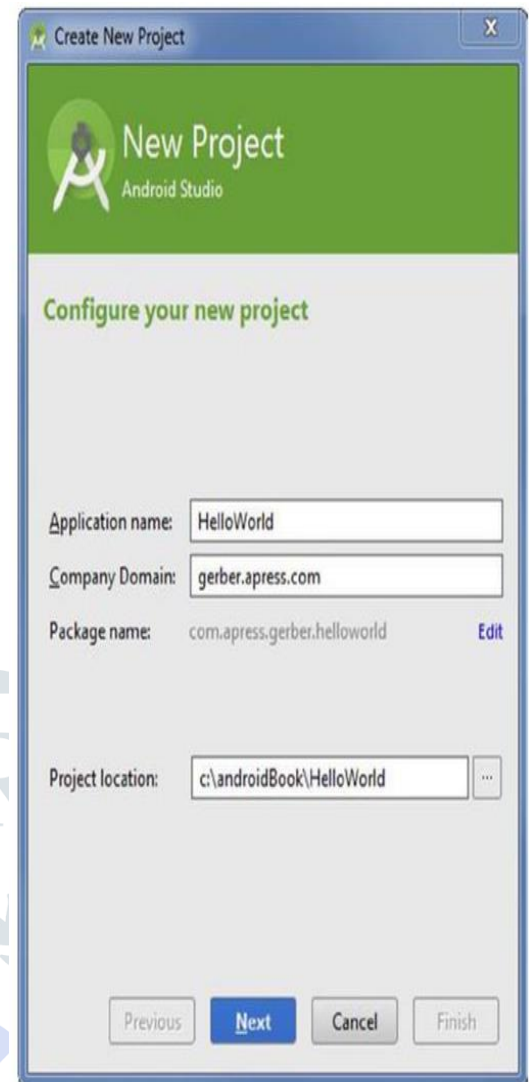 Create New Project
X
New Project
Android Studio
Configure your new project
Application name: HelloWorld
Company Domain: gerber.apress.com
Package name: com.apress.gerber.helloworld Edit
Project location: c:\androidBook\HelloWorld ...
Previous Next Cancel Finish